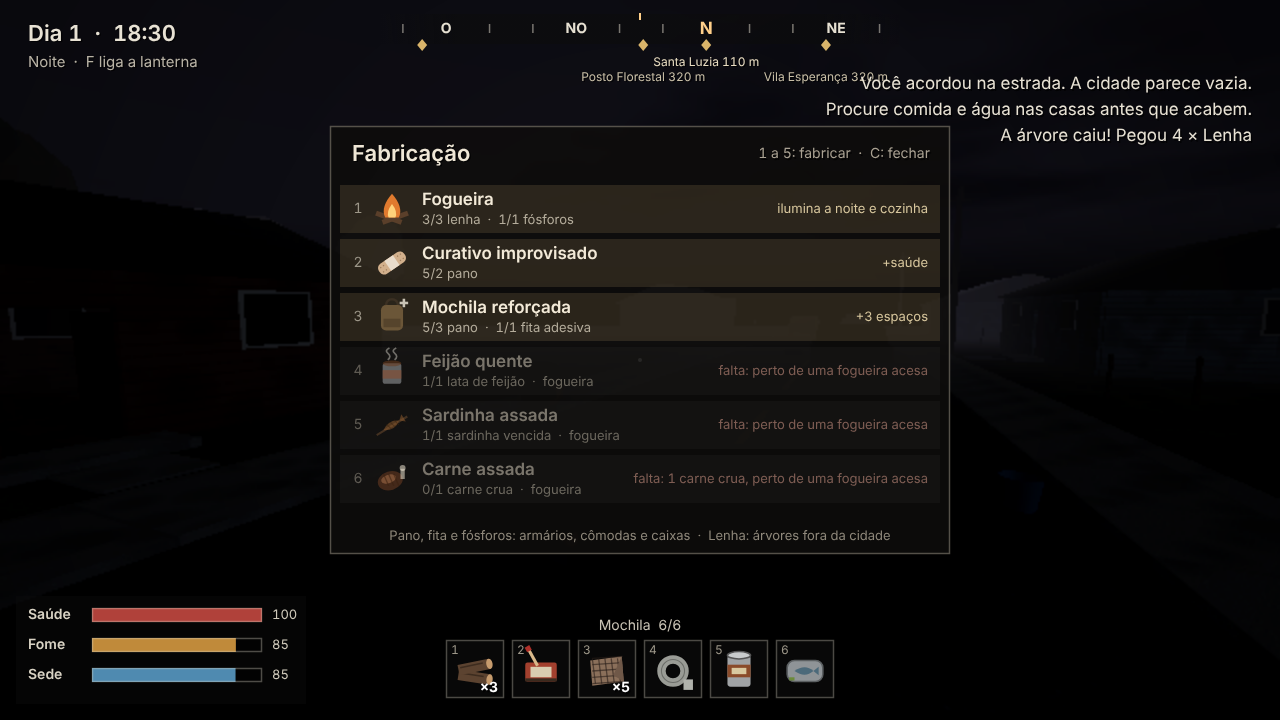 Dia 1 · 18:30
Noite · F liga a lanterna
O NO N NE
Santa Luzia 110 m
Posto Florestal 320 m Vila Esperança 320 m
Você acordou na estrada. A cidade parece vazia.
Procure comida e água nas casas antes que acabem.
A árvore caiu! Pegou 4 × Lenha
Fabricação
1 a 5: fabricar · C: fechar
1 Fogueira
3/3 lenha · 1/1 fósforos
ilumina a noite e cozinha
2 Curativo improvisado
5/2 pano
+saúde
3 Mochila reforçada
5/3 pano · 1/1 fita adesiva
+3 espaços
4 Feijão quente
1/1 lata de feijão · fogueira
falta: perto de uma fogueira acesa
5 Sardinha assada
1/1 sardinha vencida · fogueira
falta: perto de uma fogueira acesa
6 Carne assada
0/1 carne crua · fogueira
falta: 1 carne crua, perto de uma fogueira acesa
Pano, fita e fósforos: armários, cômodas e caixas · Lenha: árvores fora da cidade
Saúde 100
Fome 85
Sede 85
Mochila 6/6
1 2 3 4 5 6
×3 ×5